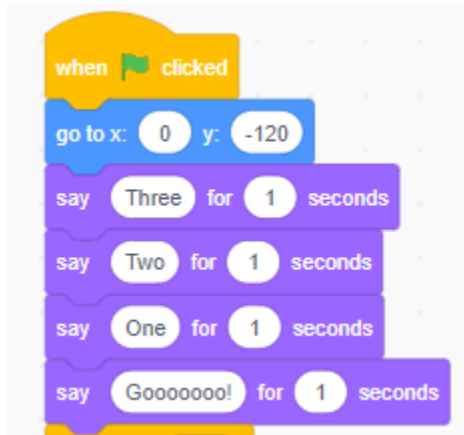 when clicked
go to x: 0 y: -120
say Three for 1 seconds
say Two for 1 seconds
say One for 1 seconds
say Gooooooo! for 1 seconds